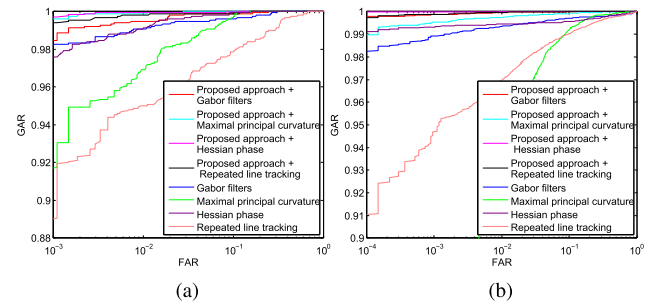 1
0.98
0.96
0.94
0.92
0.9
0.88
GAR
10⁻³
10⁻²
10⁻¹
10⁰
FAR
Proposed approach +
Gabor filters
Proposed approach +
Maximal principal curvature
Proposed approach +
Hessian phase
Proposed approach +
Repeated line tracking
Gabor filters
Maximal principal curvature
Hessian phase
Repeated line tracking
(a)
1
0.99
0.98
0.97
0.96
0.95
0.94
0.93
0.92
0.91
0.9
GAR
10⁻⁴
10⁻³
10⁻²
10⁻¹
10⁰
FAR
Proposed approach +
Gabor filters
Proposed approach +
Maximal principal curvature
Proposed approach +
Hessian phase
Proposed approach +
Repeated line tracking
Gabor filters
Maximal principal curvature
Hessian phase
Repeated line tracking
(b)